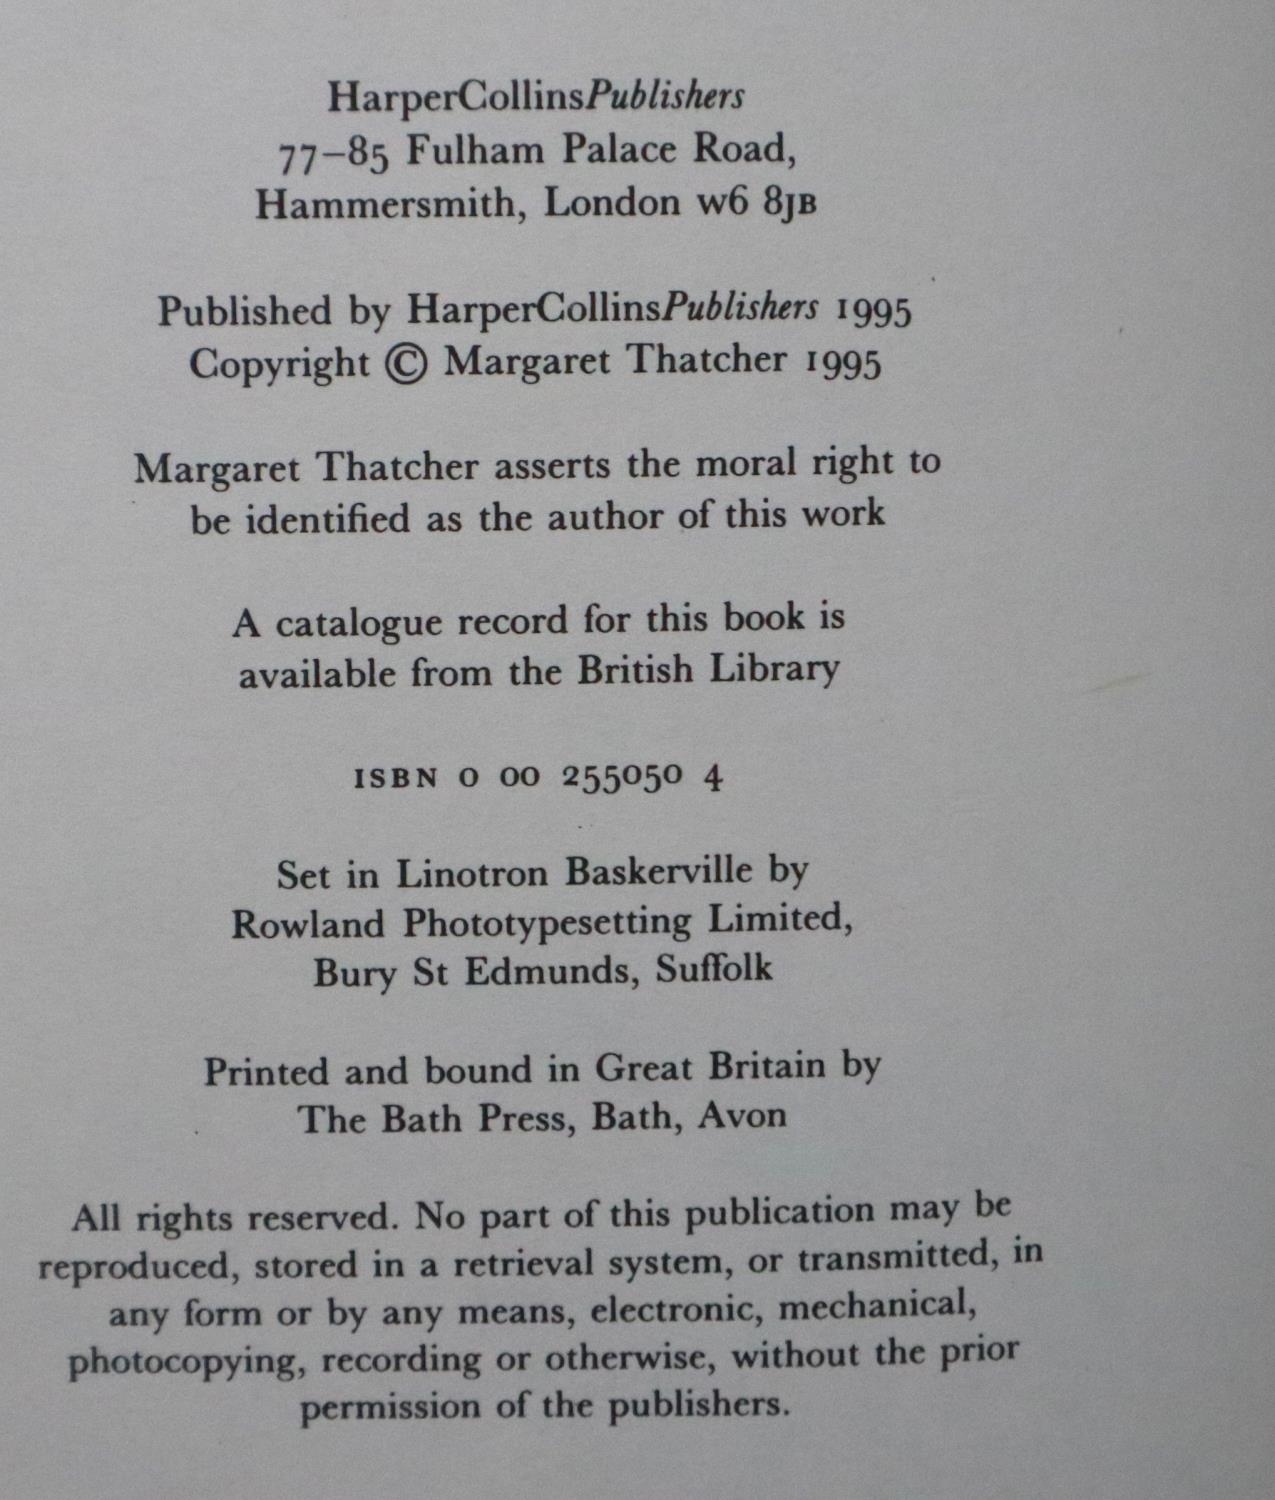 HarperCollinsPublishers
77–85 Fulham Palace Road,
Hammersmith, London w6 8JB
Published by HarperCollinsPublishers 1995
Copyright © Margaret Thatcher 1995
Margaret Thatcher asserts the moral right to
be identified as the author of this work
A catalogue record for this book is
available from the British Library
ISBN 0 00 255050 4
Set in Linotron Baskerville by
Rowland Phototypesetting Limited,
Bury St Edmunds, Suffolk
Printed and bound in Great Britain by
The Bath Press, Bath, Avon
All rights reserved. No part of this publication may be
reproduced, stored in a retrieval system, or transmitted, in
any form or by any means, electronic, mechanical,
photocopying, recording or otherwise, without the prior
permission of the publishers.